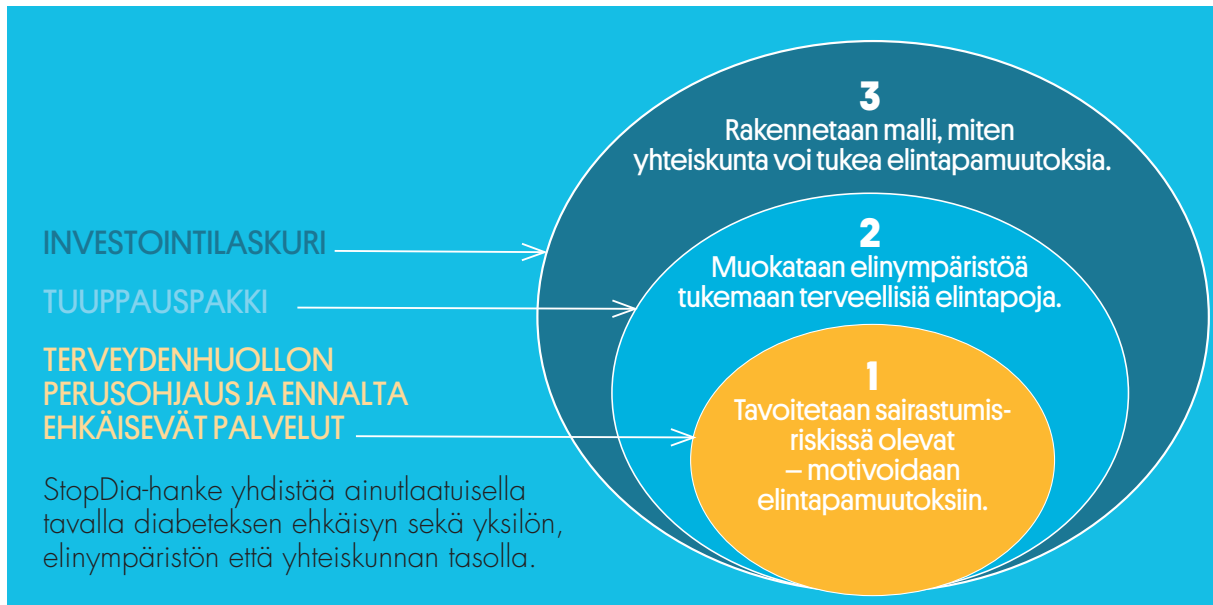 3
Rakennetaan malli, miten
yhteiskunta voi tukea elintapamuutoksia.
2
Muokataan elinympäristöä
tukemaan terveellisiä elintapoja.
1
Tavoitetaan sairastumis-
riskissä olevat
– motivoidaan
elintapamuutoksiin.
INVESTOINTILASKURI
TUUPPAUSPAKKI
TERVEYDENHUOLLON
PERUSOHJAUS JA ENNALTA
EHKÄISEVÄT PALVELUT
StopDia-hanke yhdistää ainutlaatuisella
tavalla diabeteksen ehkäisyn sekä yksilön,
elinympäristön että yhteiskunnan tasolla.